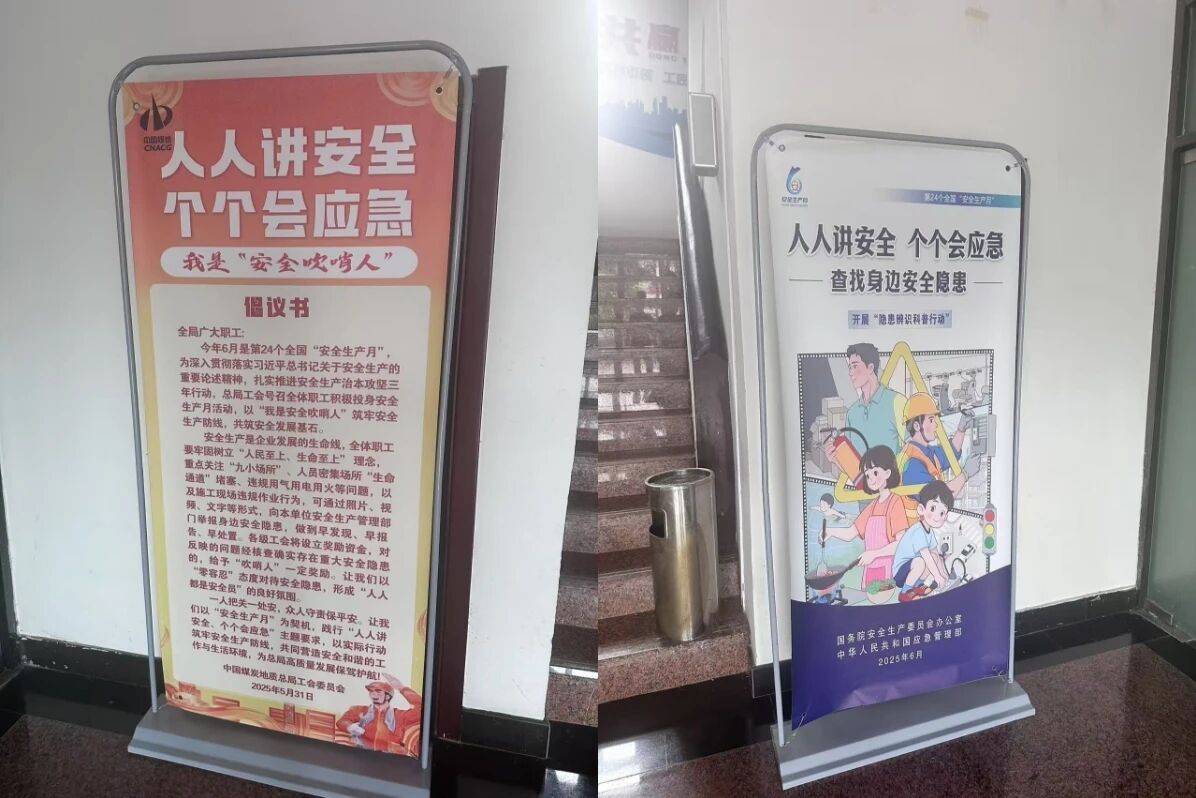 中国煤地
CNACG
人人讲安全
个个会应急
我是“安全吹哨人”
倡议书
全局广大职工：
今年6月是第24个全国“安全生产月”，
为深入贯彻落实习近平总书记关于安全生产的
重要论述精神，扎实推进安全生产治本攻坚三
年行动，总局工会号召全体职工积极投身安全
生产月活动，以“我是安全吹哨人”筑牢安全
生产防线，共筑安全发展基石。
安全生产是企业发展的生命线，全体职工
要牢固树立“人民至上、生命至上”理念，
重点关注“九小场所”、人员密集场所“生命
通道”堵塞、违规用气用电用火等问题，以
及施工现场违规作业行为，可通过照片、视
频、文字等形式，向本单位安全生产管理部
门举报身边安全隐患，做到早发现、早报
告、早处置。各级工会将设立奖励资金，对
反映的问题经核查确实存在重大安全隐患
的，给予“吹哨人”一定奖励。让我们以
“零容忍”态度对待安全隐患，形成“人人
都是安全员”的良好氛围。
一人把关一处安，众人守责保平安。让我
们以“安全生产月”为契机，践行“人人讲
安全、个个会应急”主题要求，以实际行动
筑牢安全生产防线，共同营造安全和谐的工
作与生活环境，为总局高质量发展保驾护航！
中国煤炭地质总局工会委员会
2025年5月31日
安全生产月
第24个全国“安全生产月”
人人讲安全 个个会应急
查找身边安全隐患
开展“隐患辨识科普行动”
国务院安全生产委员会办公室
中华人民共和国应急管理部
2025年6月